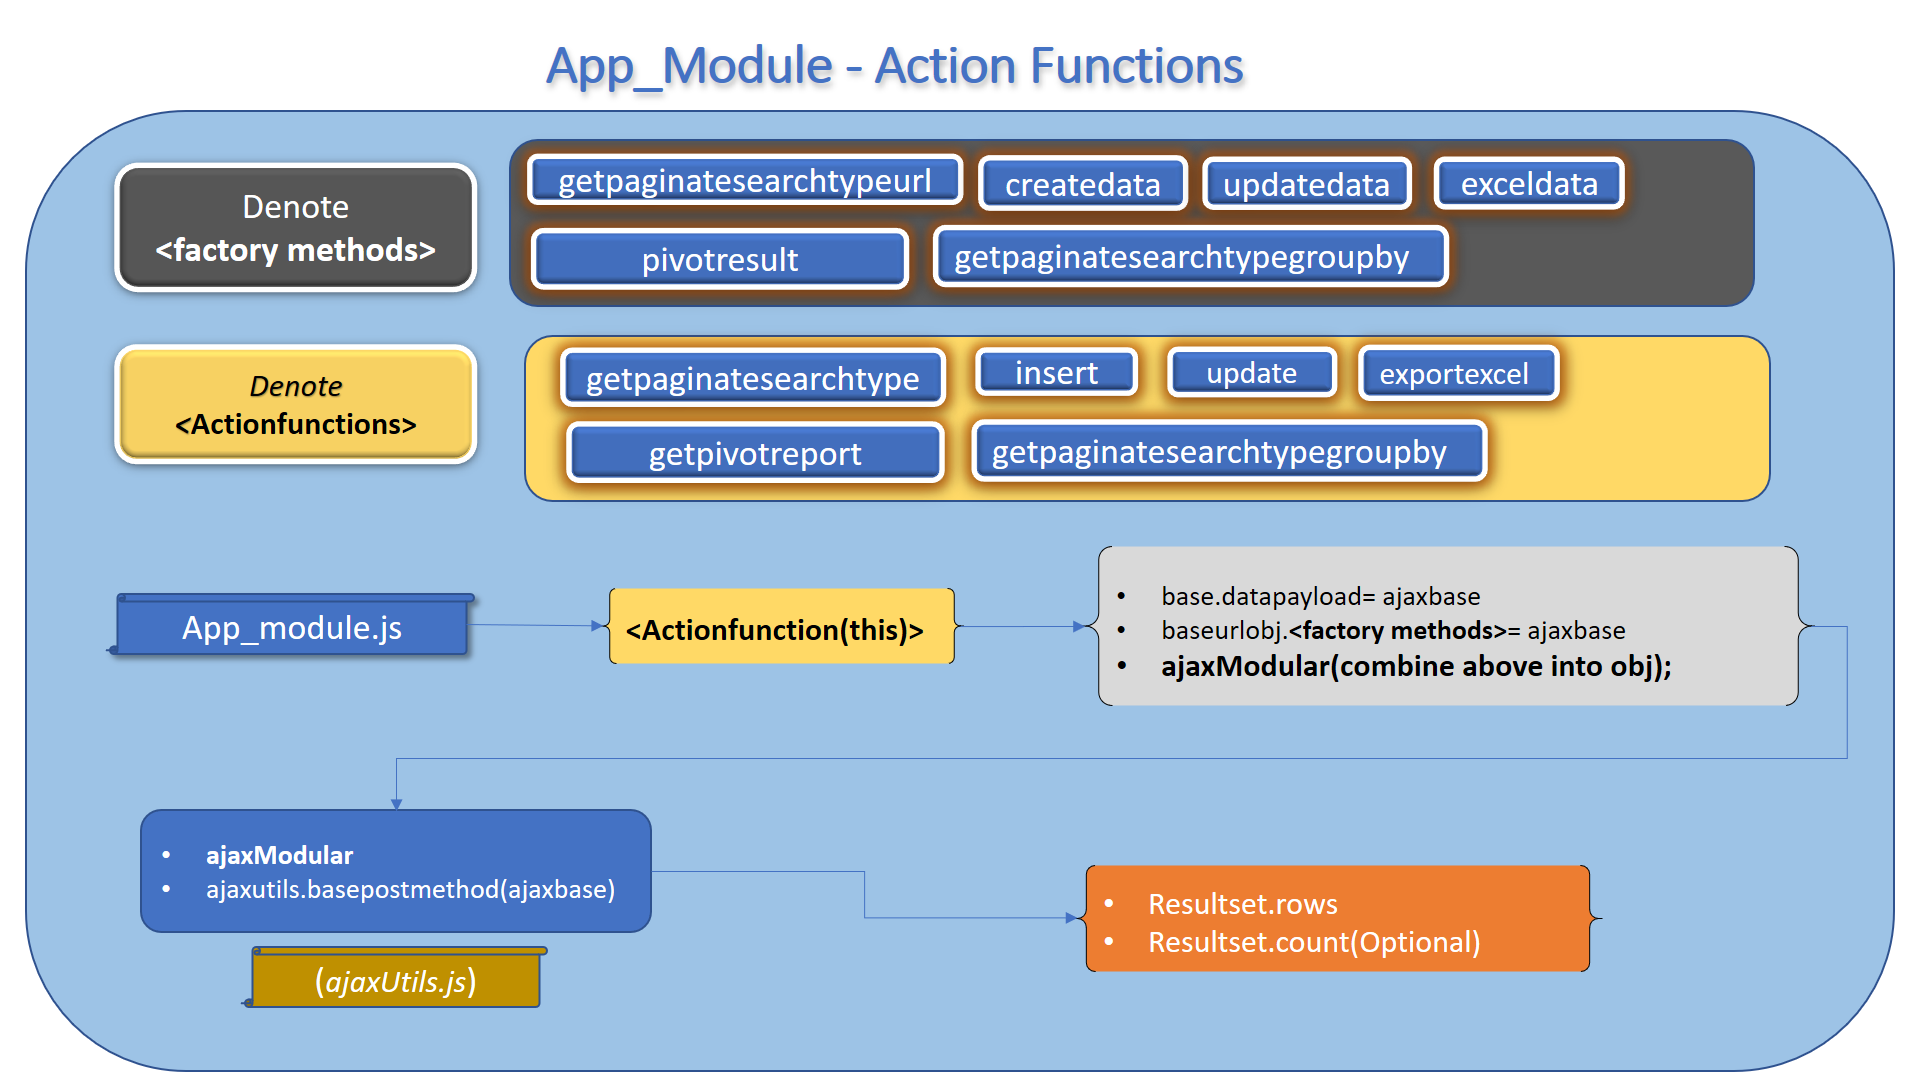 App_Module - Action Functions
Denote
<factory methods>
getpaginatesearchtypeurl
createdata
updatedata
exceldata
pivotresult
getpaginatesearchtypegroupby
Denote
<Actionfunctions>
getpaginatesearchtype
insert
update
exportexcel
getpivotreport
getpaginatesearchtypegroupby
App_module.js
<Actionfunction(this)>
• base.datapayload= ajaxbase
• baseurlobj.<factory methods>= ajaxbase
• ajaxModular(combine above into obj);
• ajaxModular
• ajaxutils.basepostmethod(ajaxbase)
(ajaxUtils.js)
• Resultset.rows
• Resultset.count(Optional)